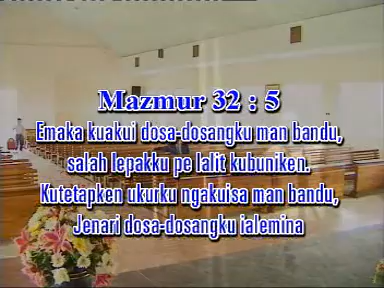 Mazmur 32 : 5
Emaka kuakui dosa-dosangku man bandu,
salah lepakku pe lalit kubuniken.
Kutetapken ukurku ngakuisa man bandu,
Jenari dosa-dosangku ialemina